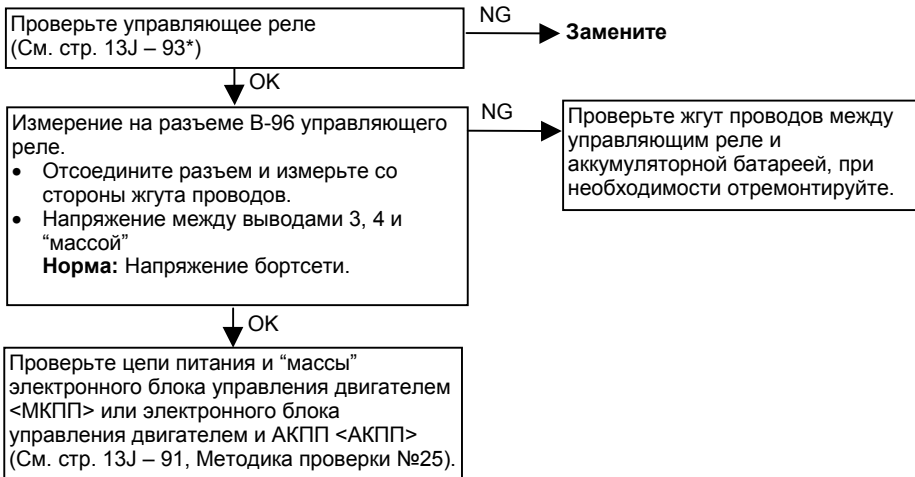 Проверьте управляющее реле
(См. стр. 13J – 93*)
NG
Замените
OK
Измерение на разъеме B-96 управляющего
реле.
• Отсоедините разъем и измерьте со
стороны жгута проводов.
• Напряжение между выводами 3, 4 и
“массой”
Норма: Напряжение бортсети.
NG
Проверьте жгут проводов между
управляющим реле и
аккумуляторной батареей, при
необходимости отремонтируйте.
OK
Проверьте цепи питания и “массы”
электронного блока управления двигателем
<МКПП> или электронного блока
управления двигателем и АКПП <АКПП>
(См. стр. 13J – 91, Методика проверки №25).